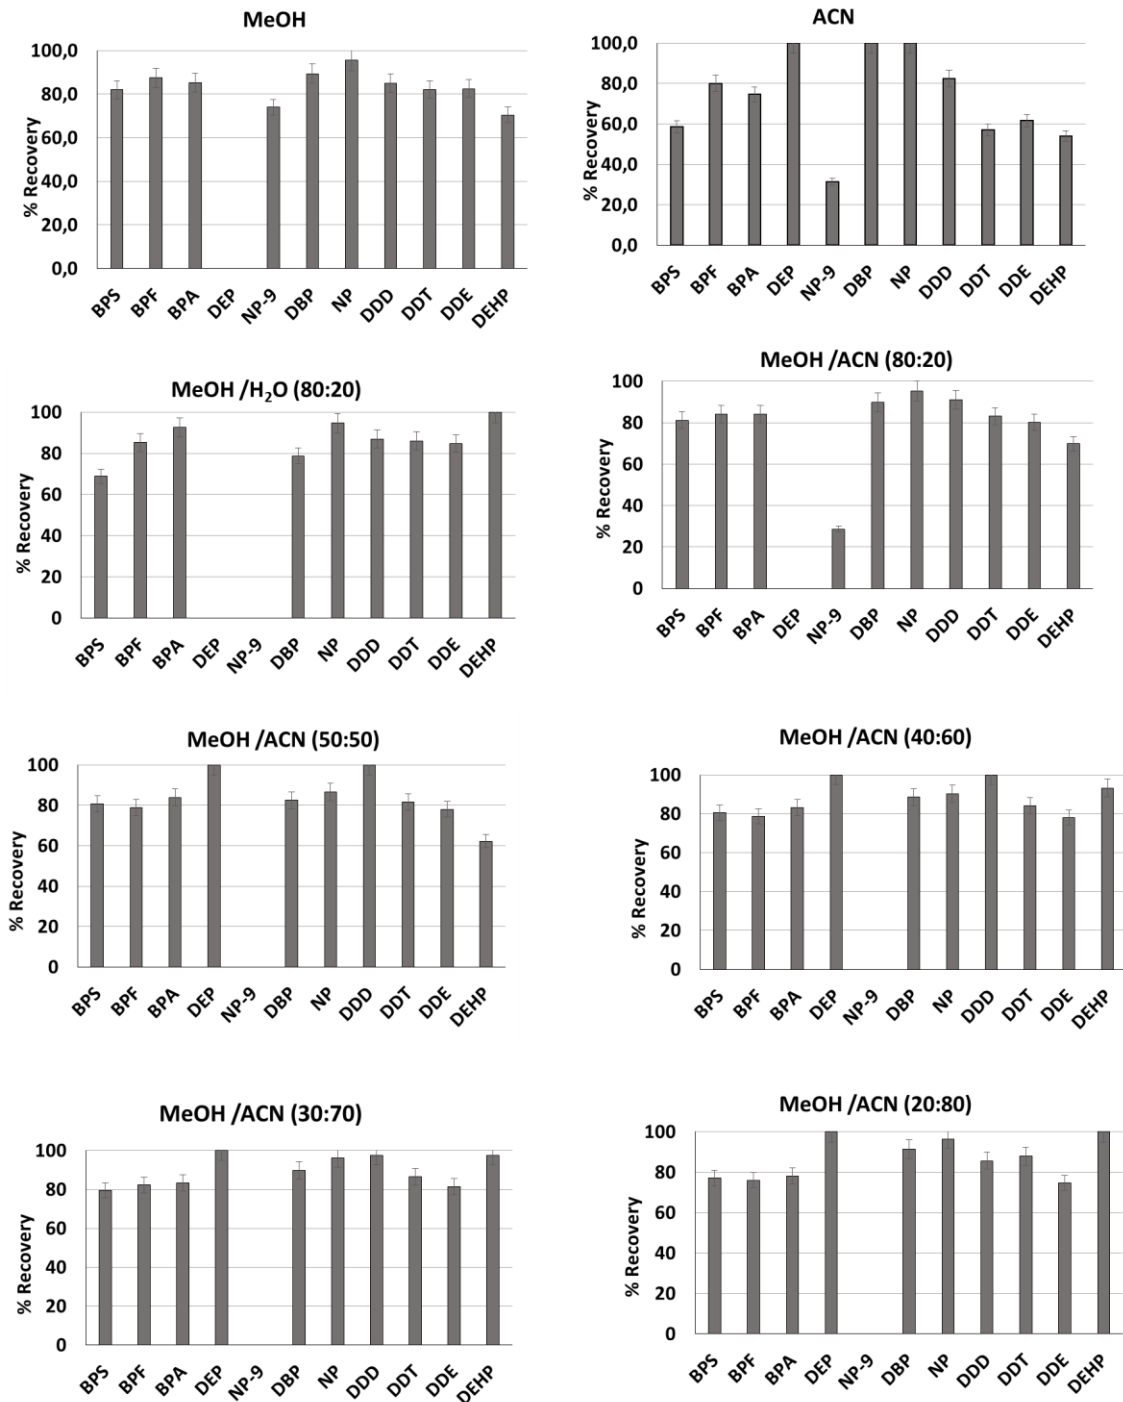 MeOH
% Recovery
100,0
80,0
60,0
40,0
20,0
0,0
BPS BPF BPA DEP NP-9 DBP NP DDD DDT DDE DEHP
ACN
% Recovery
100,0
80,0
60,0
40,0
20,0
0,0
BPS BPF BPA DEP NP-9 DBP NP DDD DDT DDE DEHP
MeOH /H₂O (80:20)
% Recovery
100
80
60
40
20
0
BPS BPF BPA DEP NP-9 DBP NP DDD DDT DDE DEHP
MeOH /ACN (80:20)
% Recovery
100
80
60
40
20
0
BPS BPF BPA DEP NP-9 DBP NP DDD DDT DDE DEHP
MeOH /ACN (50:50)
% Recovery
100
80
60
40
20
0
BPS BPF BPA DEP NP-9 DBP NP DDD DDT DDE DEHP
MeOH /ACN (40:60)
% Recovery
100
80
60
40
20
0
BPS BPF BPA DEP NP-9 DBP NP DDD DDT DDE DEHP
MeOH /ACN (30:70)
% Recovery
100
80
60
40
20
0
BPS BPF BPA DEP NP-9 DBP NP DDD DDT DDE DEHP
MeOH /ACN (20:80)
% Recovery
100
80
60
40
20
0
BPS BPF BPA DEP NP-9 DBP NP DDD DDT DDE DEHP